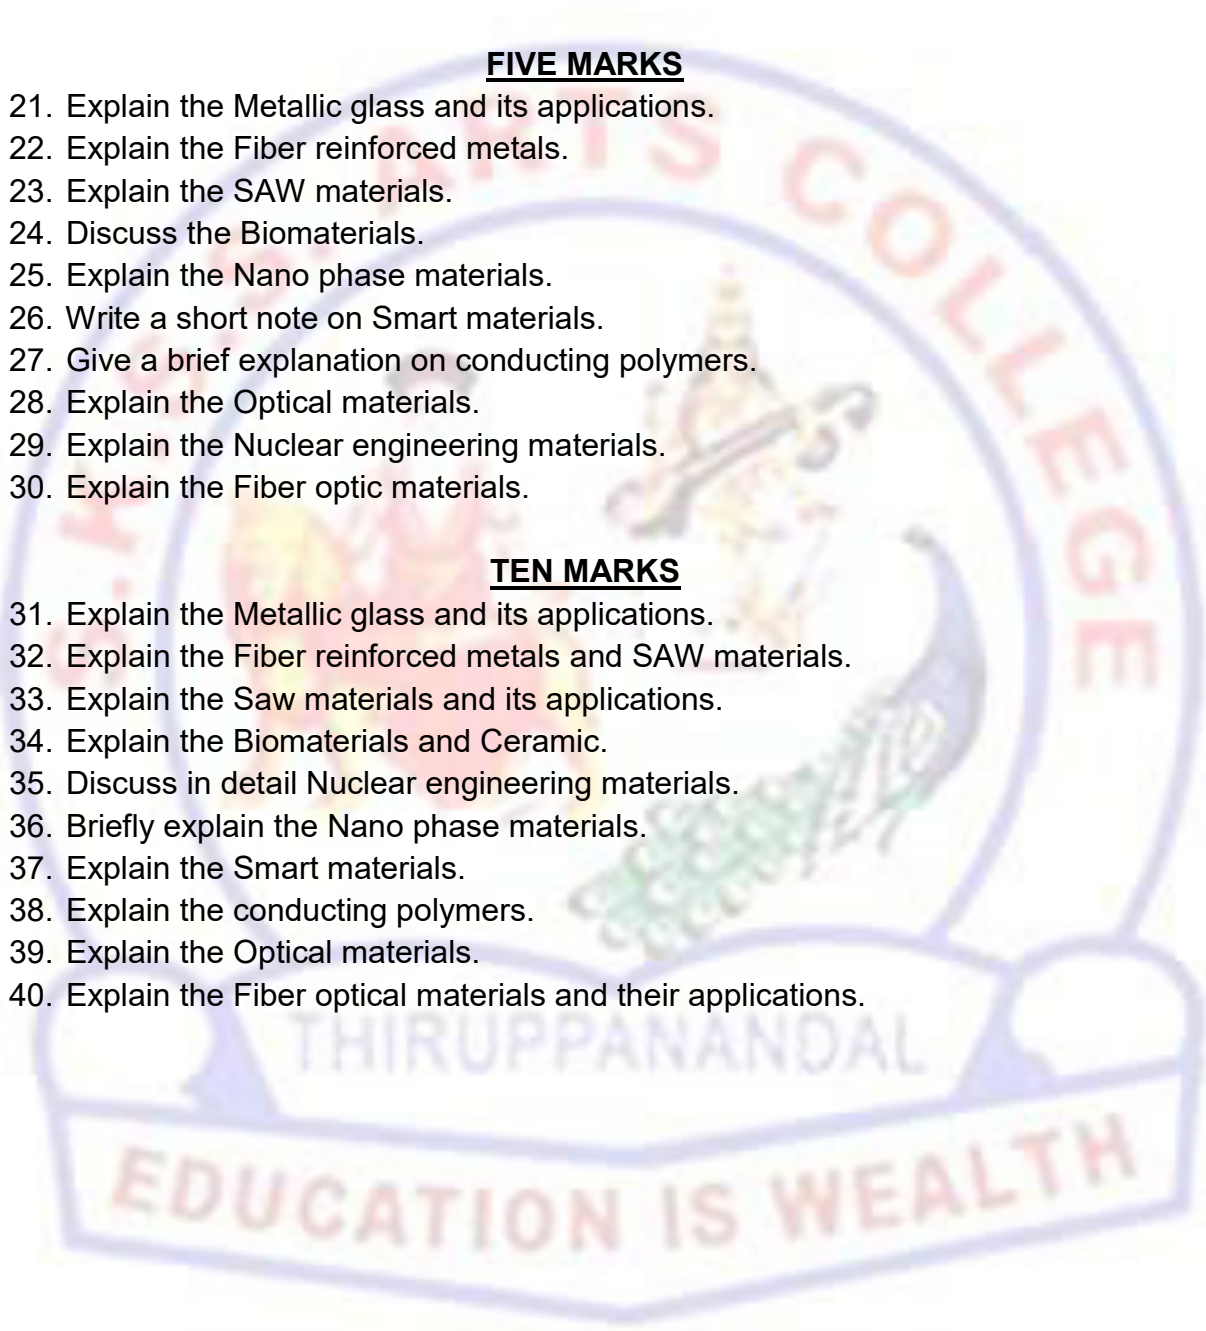 FIVE MARKS
21. Explain the Metallic glass and its applications.
22. Explain the Fiber reinforced metals.
23. Explain the SAW materials.
24. Discuss the Biomaterials.
25. Explain the Nano phase materials.
26. Write a short note on Smart materials.
27. Give a brief explanation on conducting polymers.
28. Explain the Optical materials.
29. Explain the Nuclear engineering materials.
30. Explain the Fiber optic materials.
TEN MARKS
31. Explain the Metallic glass and its applications.
32. Explain the Fiber reinforced metals and SAW materials.
33. Explain the Saw materials and its applications.
34. Explain the Biomaterials and Ceramic.
35. Discuss in detail Nuclear engineering materials.
36. Briefly explain the Nano phase materials.
37. Explain the Smart materials.
38. Explain the conducting polymers.
39. Explain the Optical materials.
40. Explain the Fiber optical materials and their applications.
ARTS COLLEGE
THIRUPPANANDAL
EDUCATION IS WEALTH